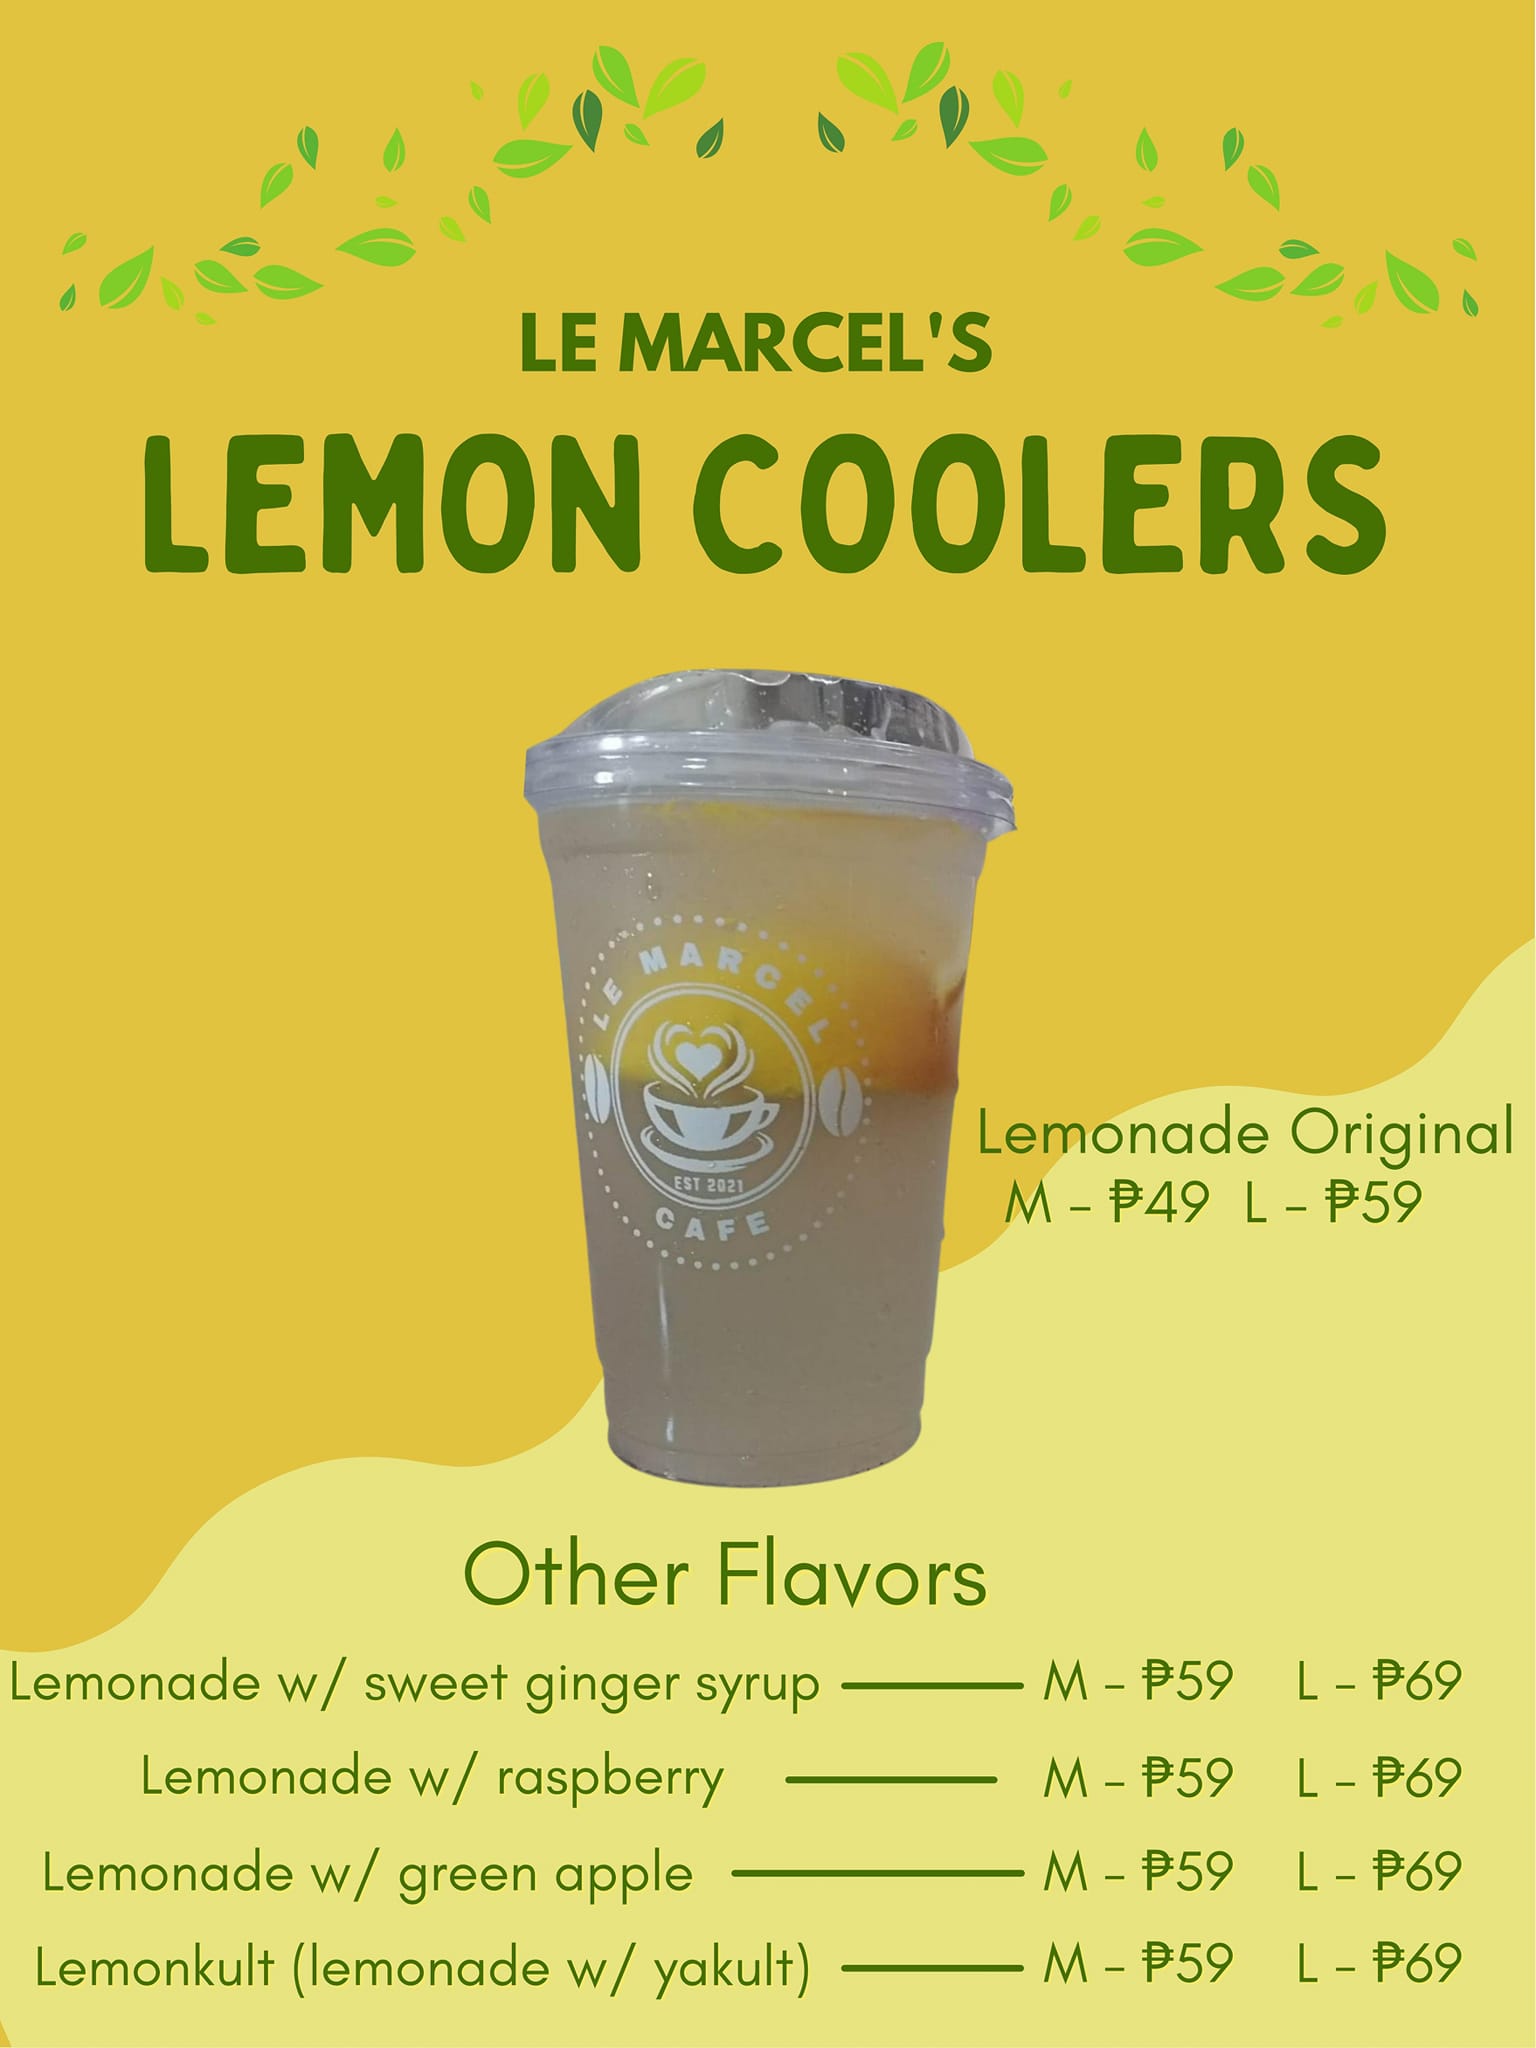 LE MARCEL'S
LEMON COOLERS
LE MARCEL
EST 2021
CAFE
Lemonade Original
M - ₱49 L - ₱59
Other Flavors
Lemonade w/ sweet ginger syrup M - ₱59 L - ₱69
Lemonade w/ raspberry M - ₱59 L - ₱69
Lemonade w/ green apple M - ₱59 L - ₱69
Lemonkult (lemonade w/ yakult) M - ₱59 L - ₱69